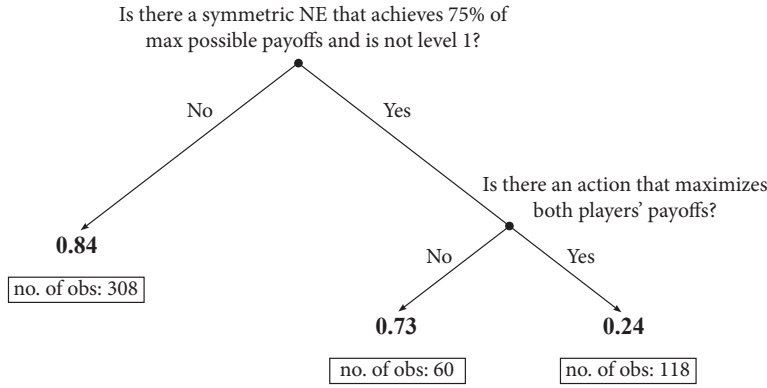 Is there a symmetric NE that achieves 75% of
max possible payoffs and is not level 1?
No
Yes
Is there an action that maximizes
both players' payoffs?
0.84
No
Yes
no. of obs: 308
0.73
0.24
no. of obs: 60
no. of obs: 118